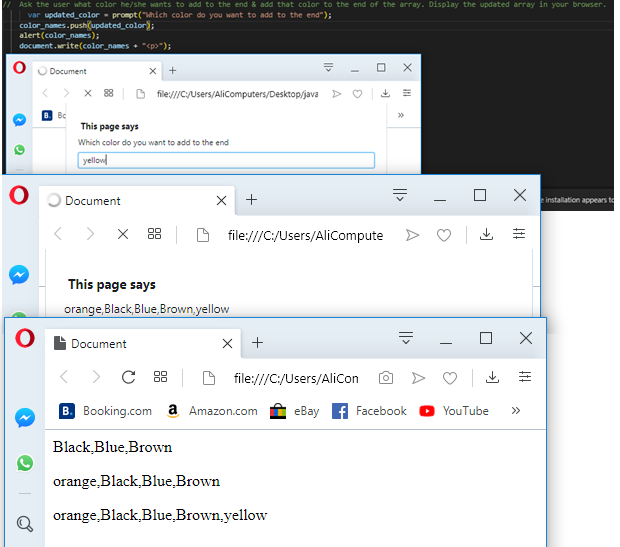 // Ask the user what color he/she wants to add to the end & add that color to the end of the array. Display the updated array in your browser.
var updated_color = prompt("Which color do you want to add to the end");
color_names.push(updated_color);
alert(color_names);
document.write(color_names + "<p>");
Document
file:///C:/Users/AliComputers/Desktop/java
B. Bo
This page says
Which color do you want to add to the end
yellow
e installation appears to
Document
file:///C:/Users/AliCompute
This page says
orange,Black,Blue,Brown,yellow
Document
file:///C:/Users/AliCon
B. Booking.com a Amazon.com eBay Facebook YouTube
Black,Blue,Brown
orange,Black,Blue,Brown
orange,Black,Blue,Brown,yellow